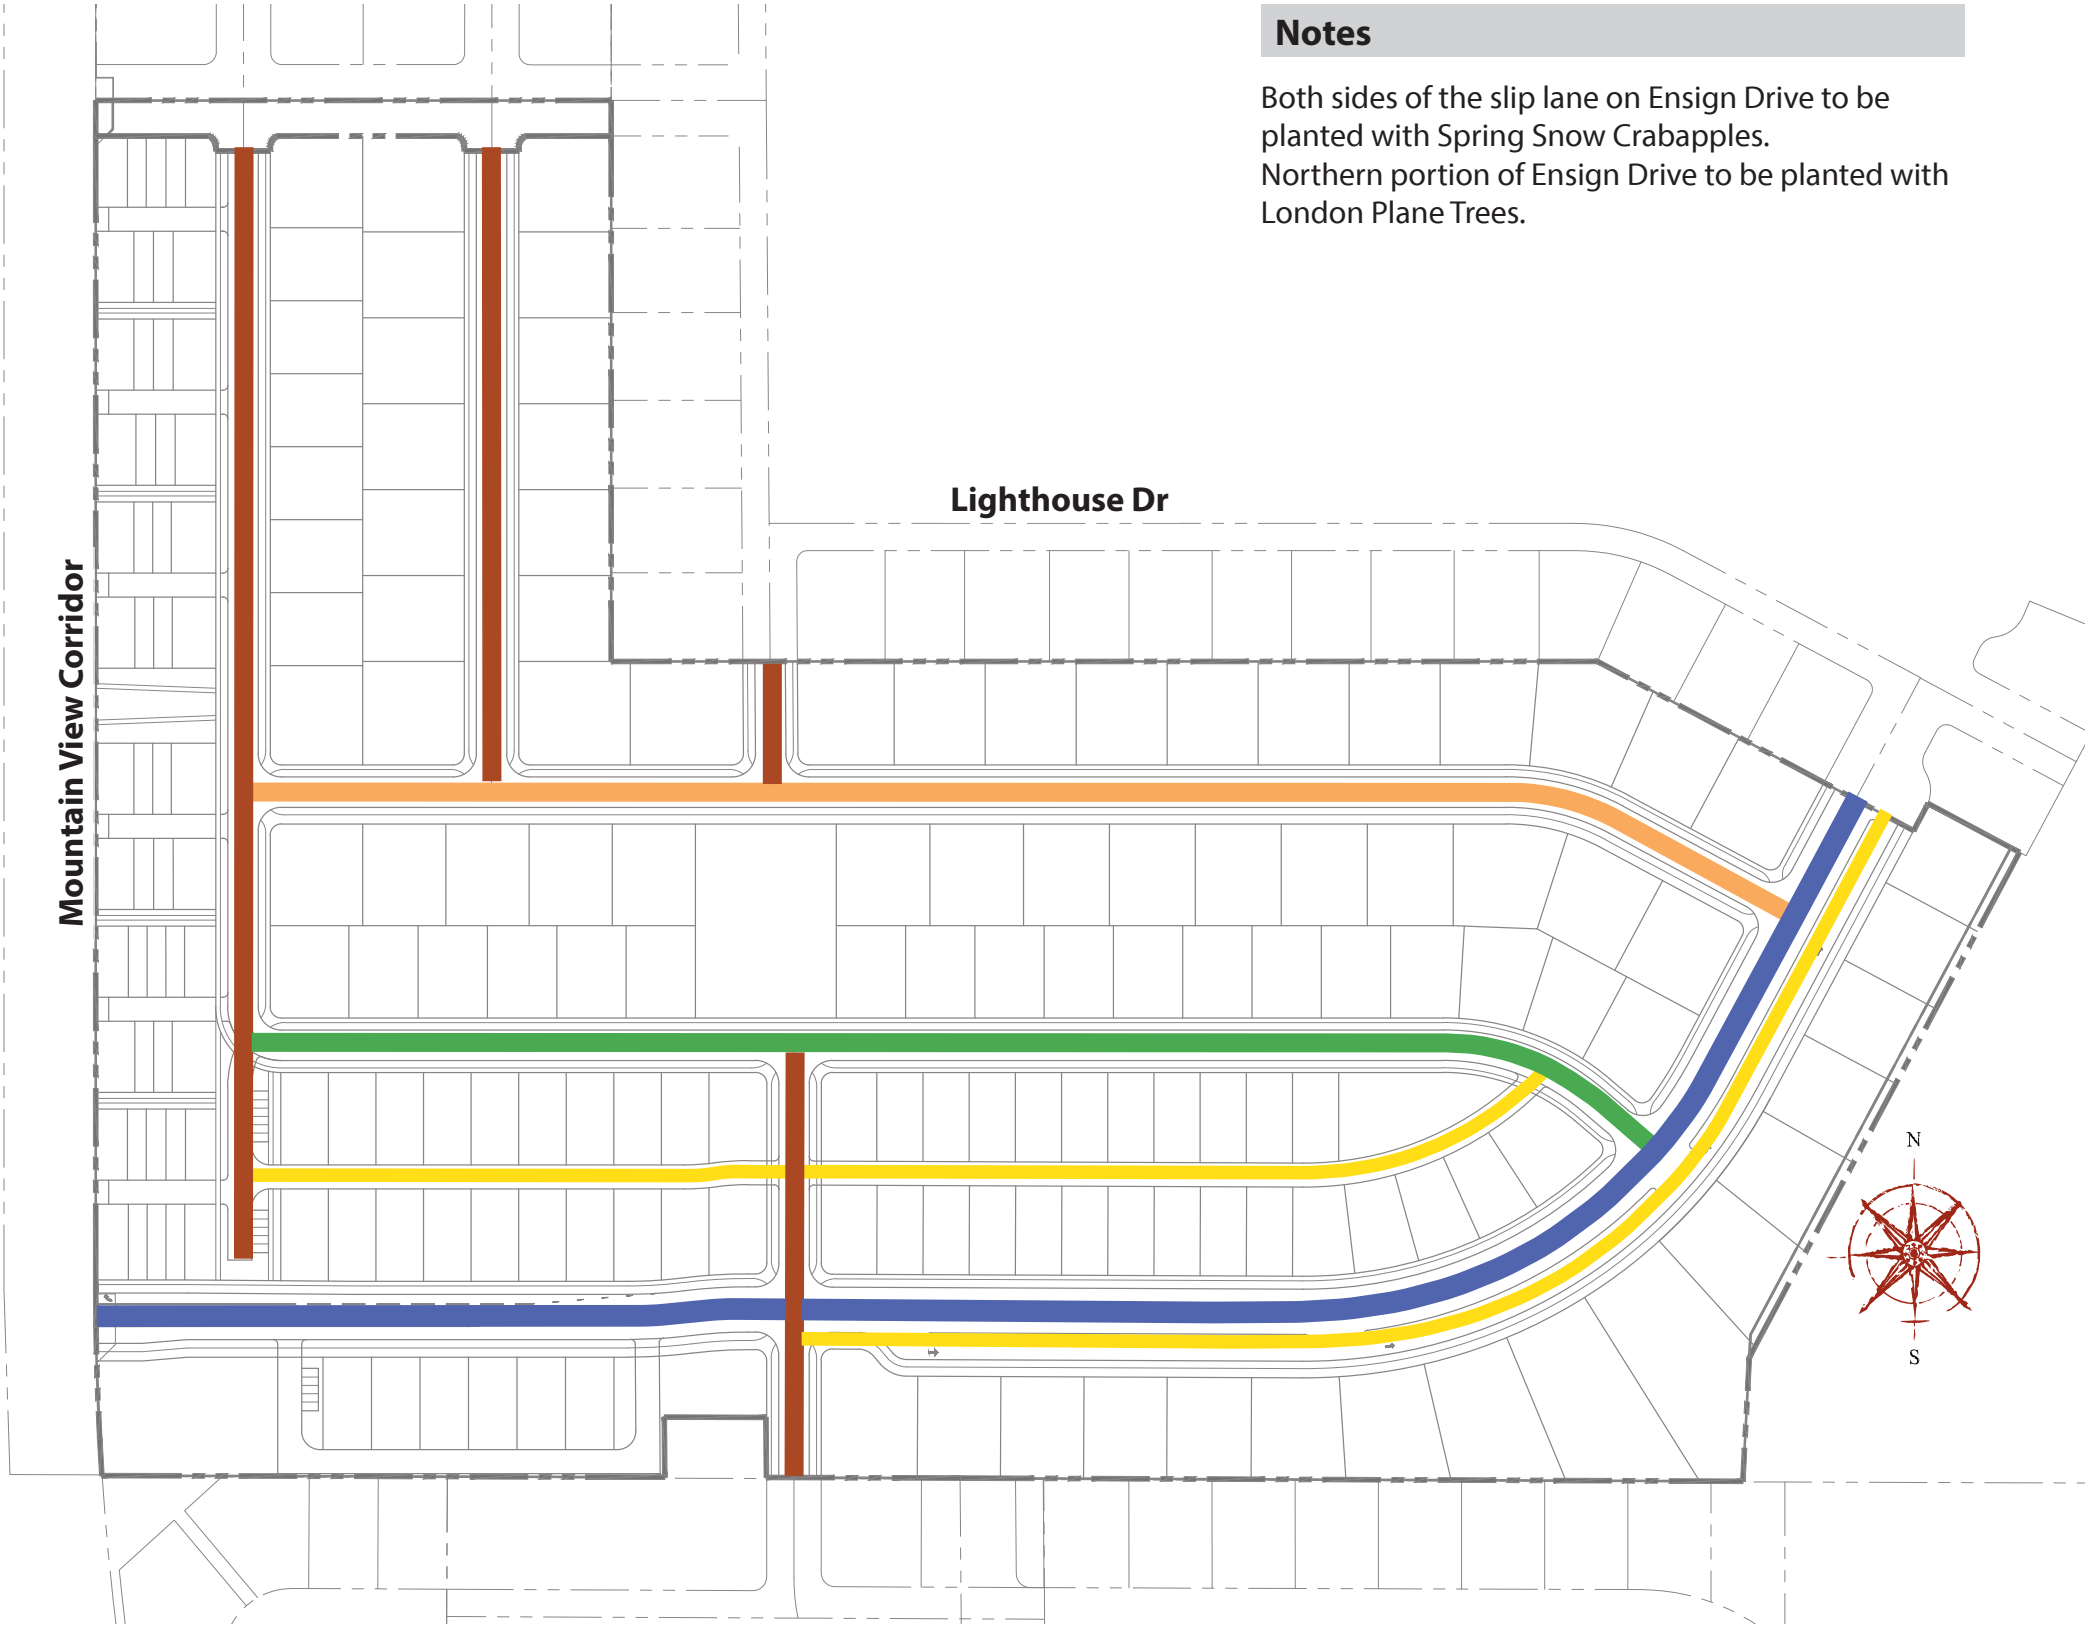 Notes
Both sides of the slip lane on Ensign Drive to be
planted with Spring Snow Crabapples.
Northern portion of Ensign Drive to be planted with
London Plane Trees.
Lighthouse Dr
Mountain View Corridor
N
S